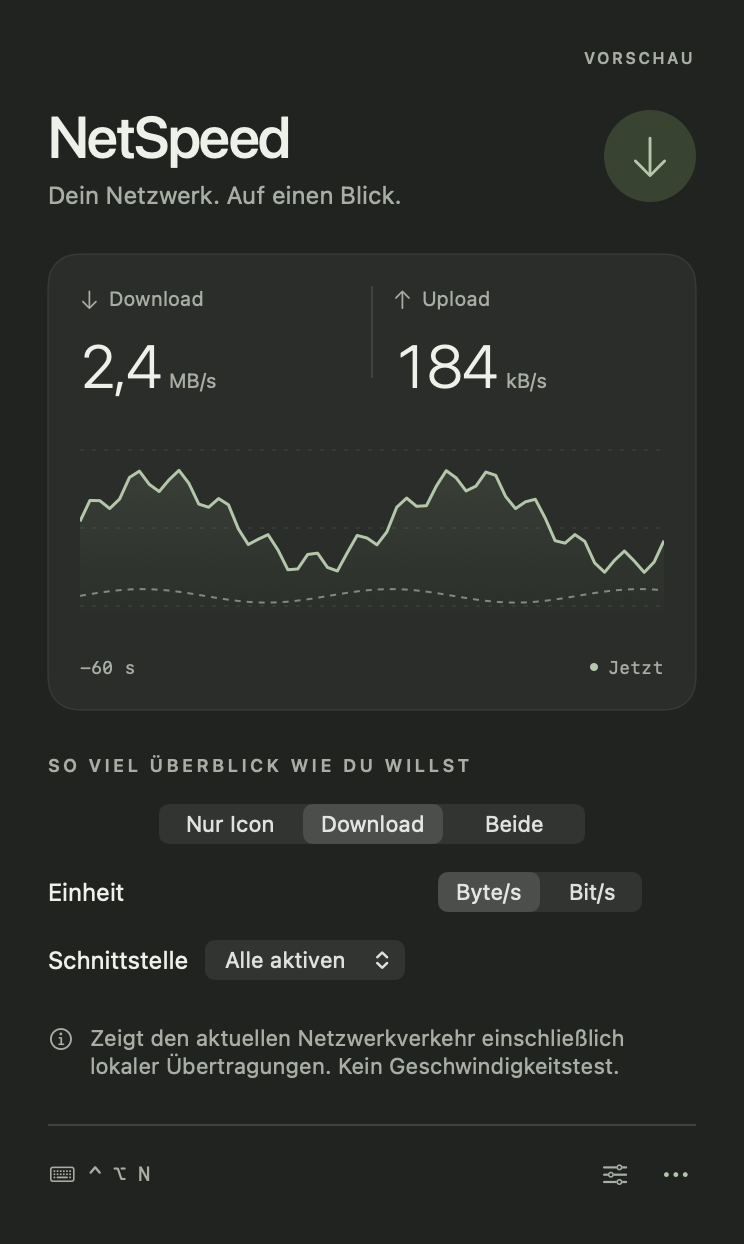 VORSCHAU
NetSpeed
Dein Netzwerk. Auf einen Blick.
↓ Download
↑ Upload
2,4 MB/s
184 kB/s
−60 s
Jetzt
SO VIEL ÜBERBLICK WIE DU WILLST
Nur Icon Download Beide
Einheit Byte/s Bit/s
Schnittstelle Alle aktiven
Zeigt den aktuellen Netzwerkverkehr einschließlich
lokaler Übertragungen. Kein Geschwindigkeitstest.
^ ⌥ N